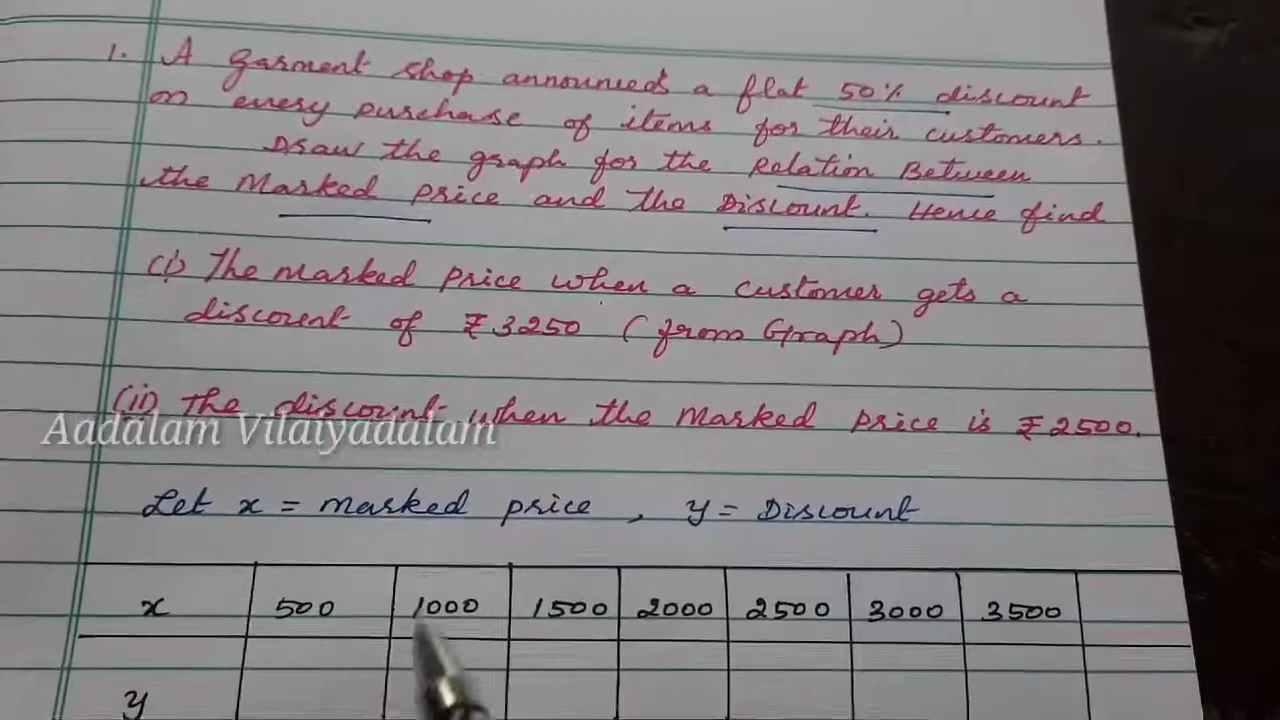 1. A garment shop announced a flat 50% discount
on every purchase of items for their customers.
Draw the graph for the Relation Between
the Marked price and the Discount. Hence find
(i) The marked price when a customer gets a
discount of ₹3250 (from Graph)
(ii) The discount when the marked price is ₹2500.
Aadalam Vilaiyadalam
Let x = marked price , y = Discount
x 500 1000 1500 2000 2500 3000 3500
y